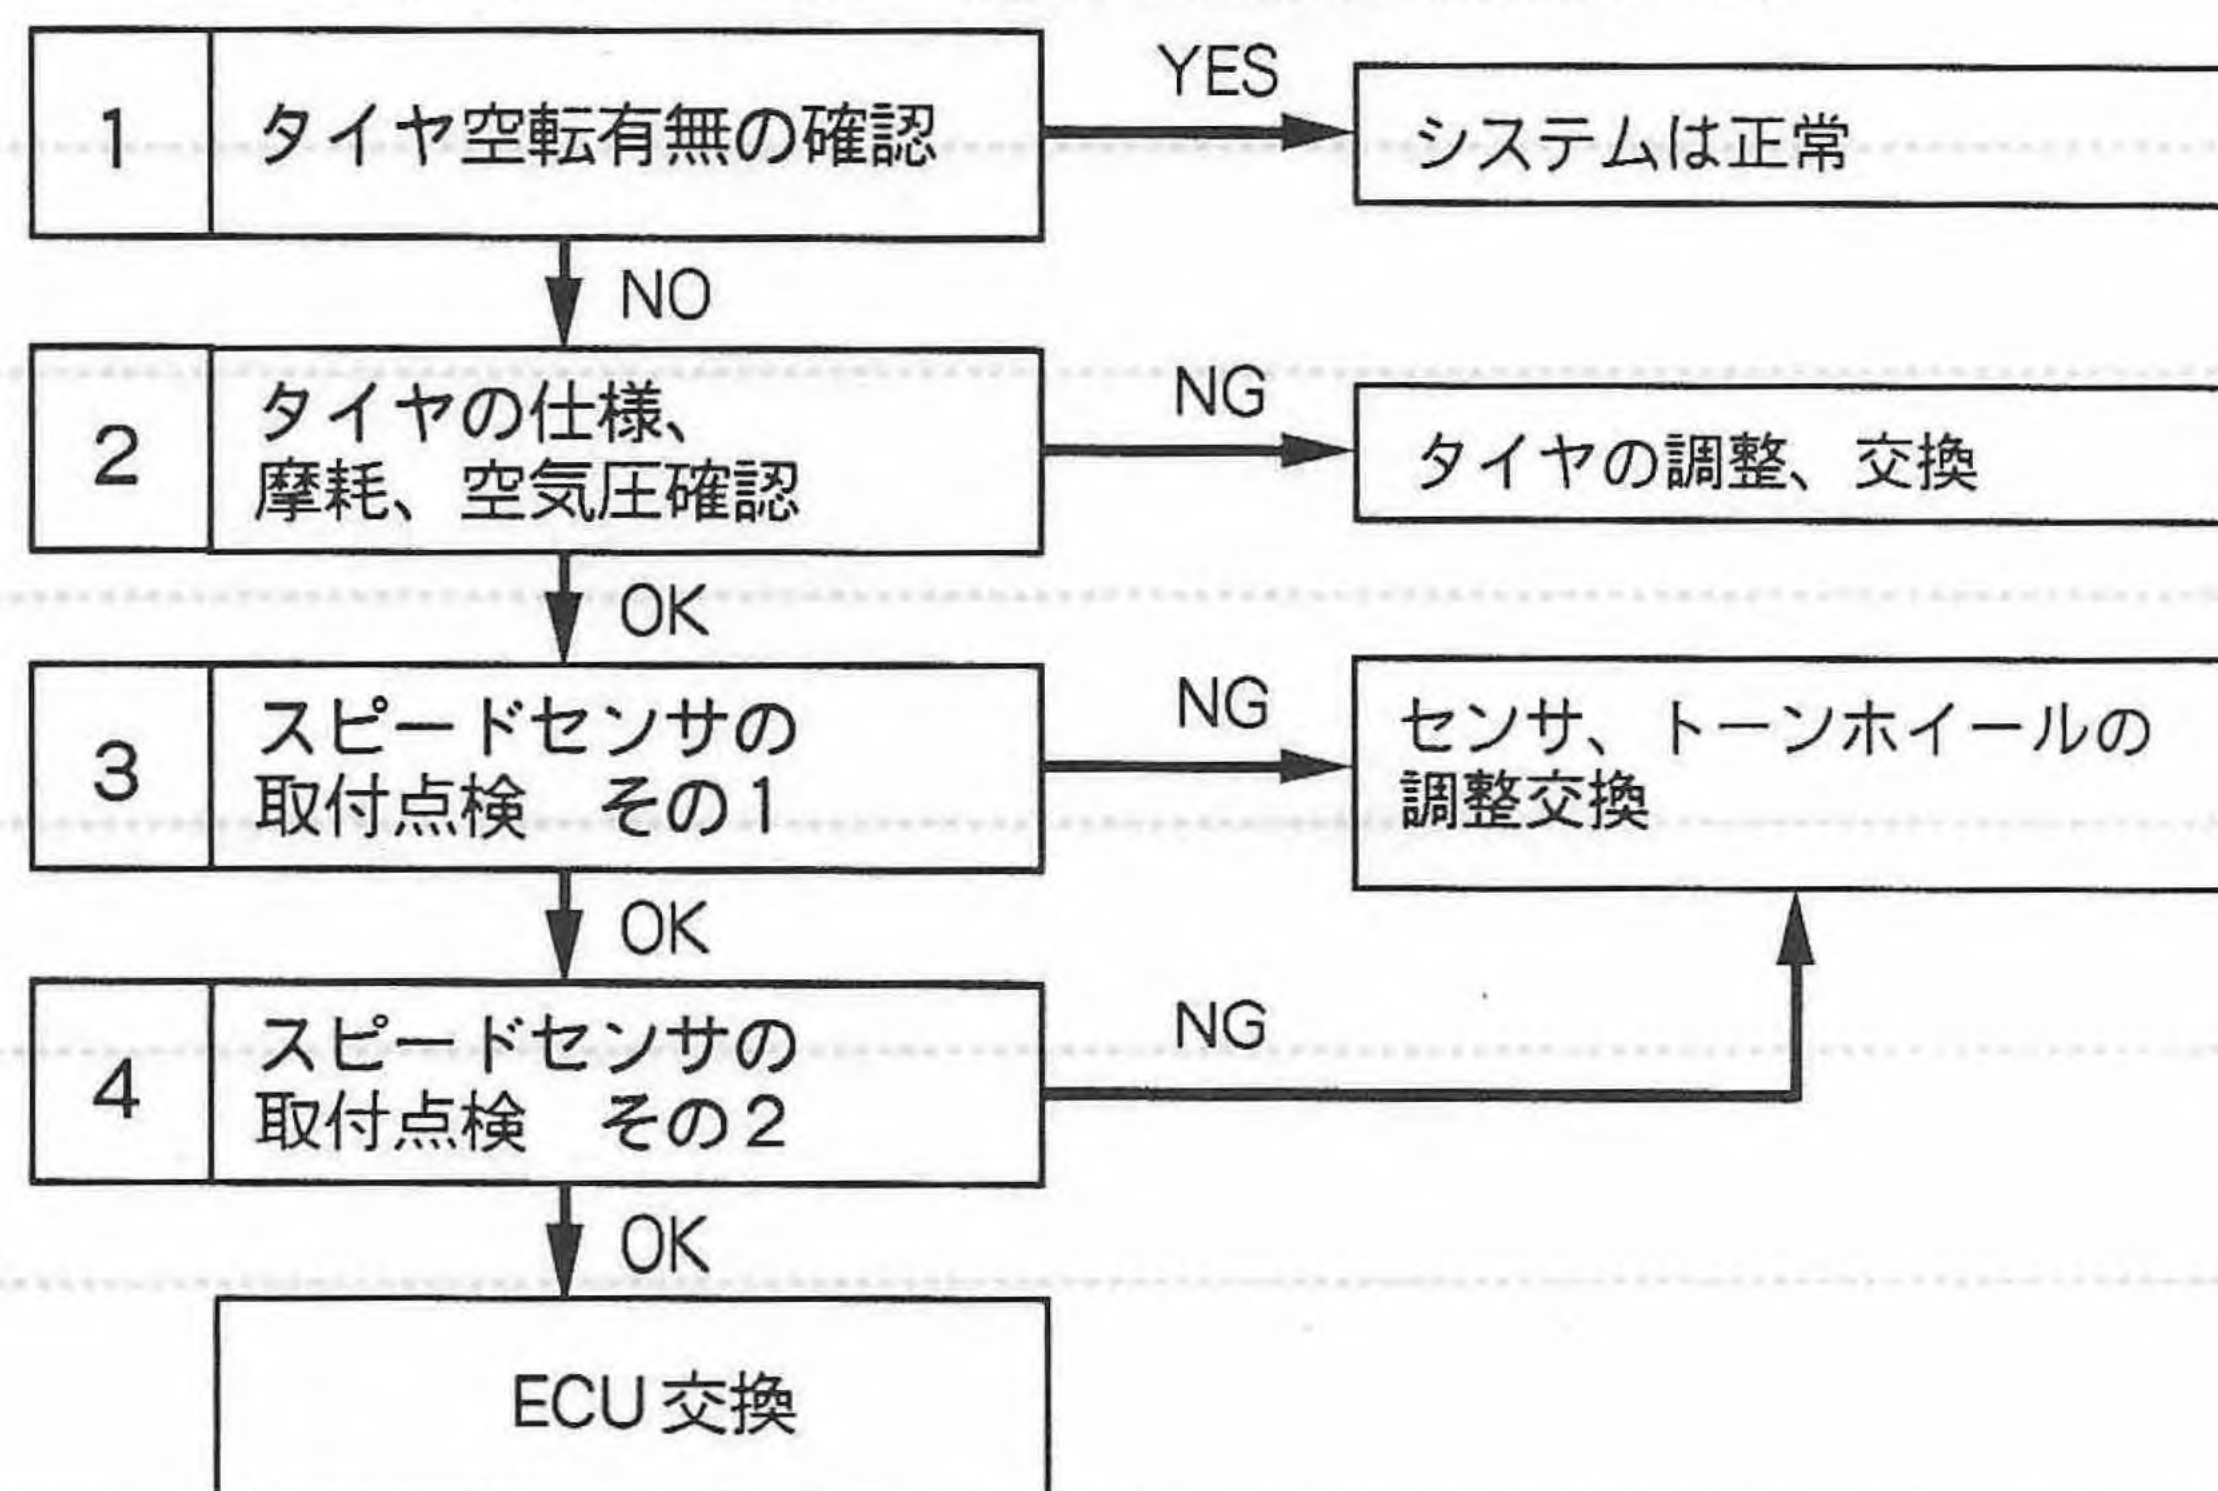 1
タイヤ空転有無の確認
YES
システムは正常
NO
2
タイヤの仕様、
摩耗、空気圧確認
NG
タイヤの調整、交換
OK
3
スピードセンサの
取付点検　その1
NG
センサ、トーンホイールの
調整交換
OK
4
スピードセンサの
取付点検　その2
NG
OK
ECU交換